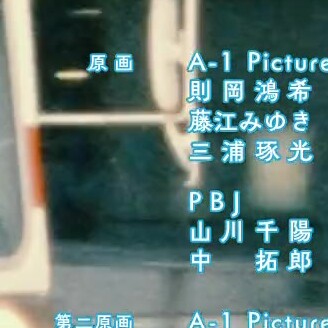 原画 A-1 Picture
則岡鴻希
藤江みゆき
三浦琢光
PBJ
山川千陽
中 拓郎
第二原画 A-1 Picture